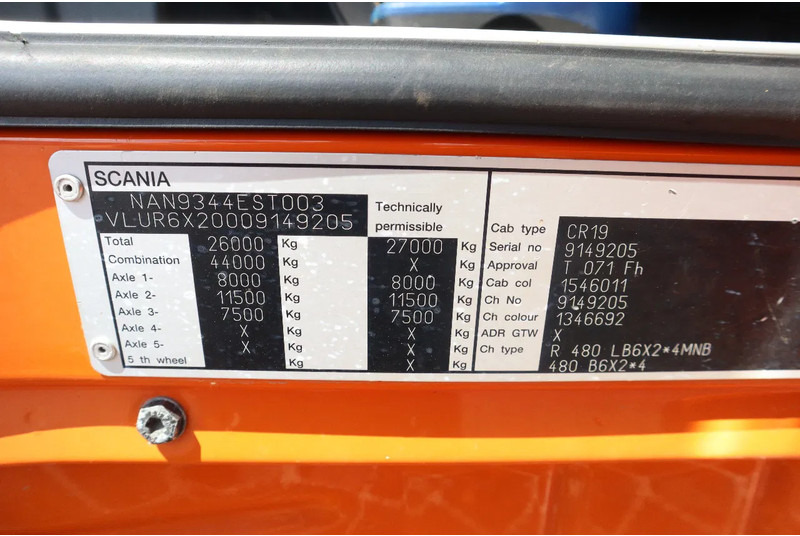 SCANIA
NAN9344EST003
VLUR6X20009149205
Technically
permissible
Total 26000 Kg 27000 Kg
Combination 44000 Kg X Kg
Axle 1- 8000 Kg 8000 Kg
Axle 2- 11500 Kg 11500 Kg
Axle 3- 7500 Kg 7500 Kg
Axle 4- X Kg X Kg
Axle 5- X Kg X Kg
5 th wheel Kg X Kg
Cab type CR19
Serial no 9149205
Approval T 071 Fh
Cab col 1546011
Ch No 9149205
Ch colour 1346692
ADR GTW X
Ch type R 480 LB6X2*4MNB
480 B6X2*4